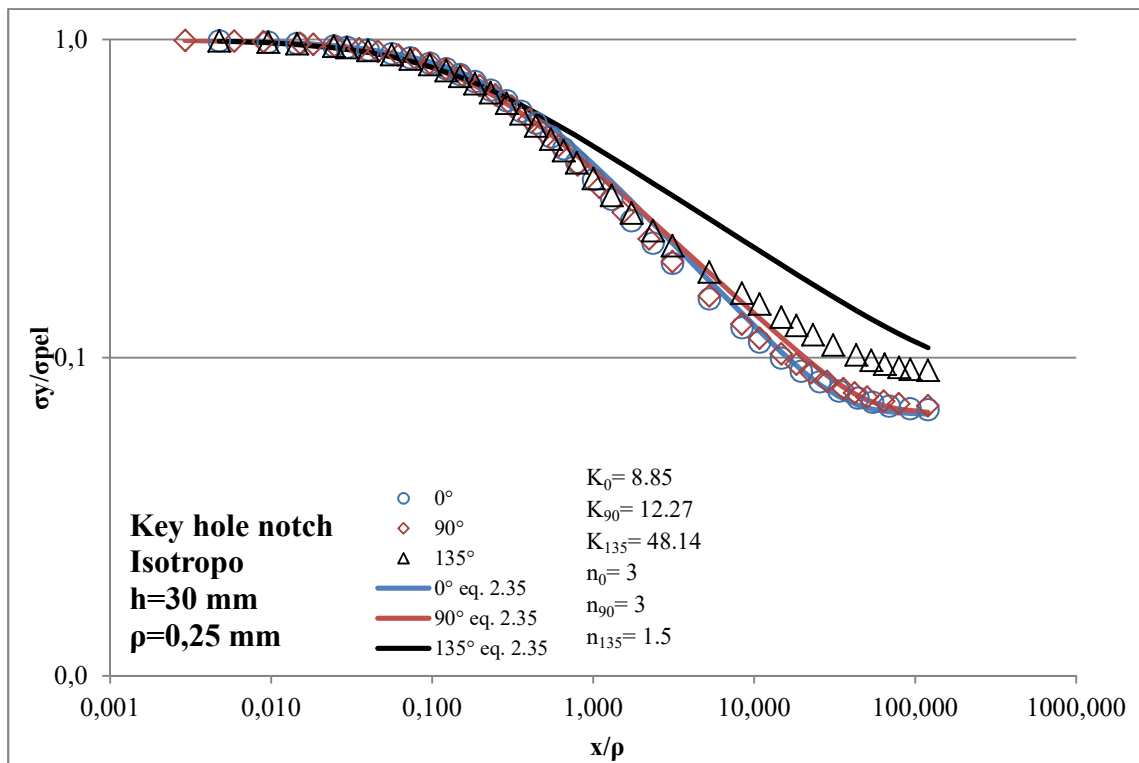 1,0
0,1
0,0
σy/σpel
0,001
0,010
0,100
1,000
10,000
100,000
1000,000
x/ρ
Key hole notch
Isotropo
h=30 mm
ρ=0,25 mm
0°
90°
135°
0° eq. 2.35
90° eq. 2.35
135° eq. 2.35
K₀= 8.85
K₉₀= 12.27
K₁₃₅= 48.14
n₀= 3
n₉₀= 3
n₁₃₅= 1.5